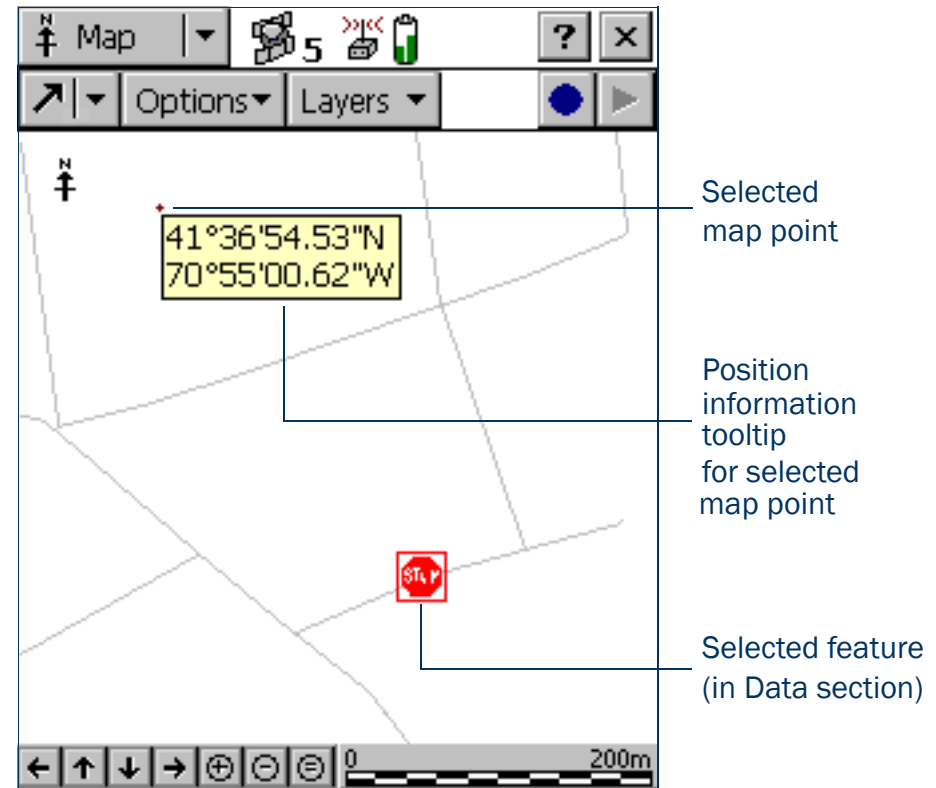 N
Map
5
?
Options
Layers
N
41°36'54.53"N
70°55'00.62"W
Selected
map point
Position
information
tooltip
for selected
map point
STOP
Selected feature
(in Data section)
0
200m